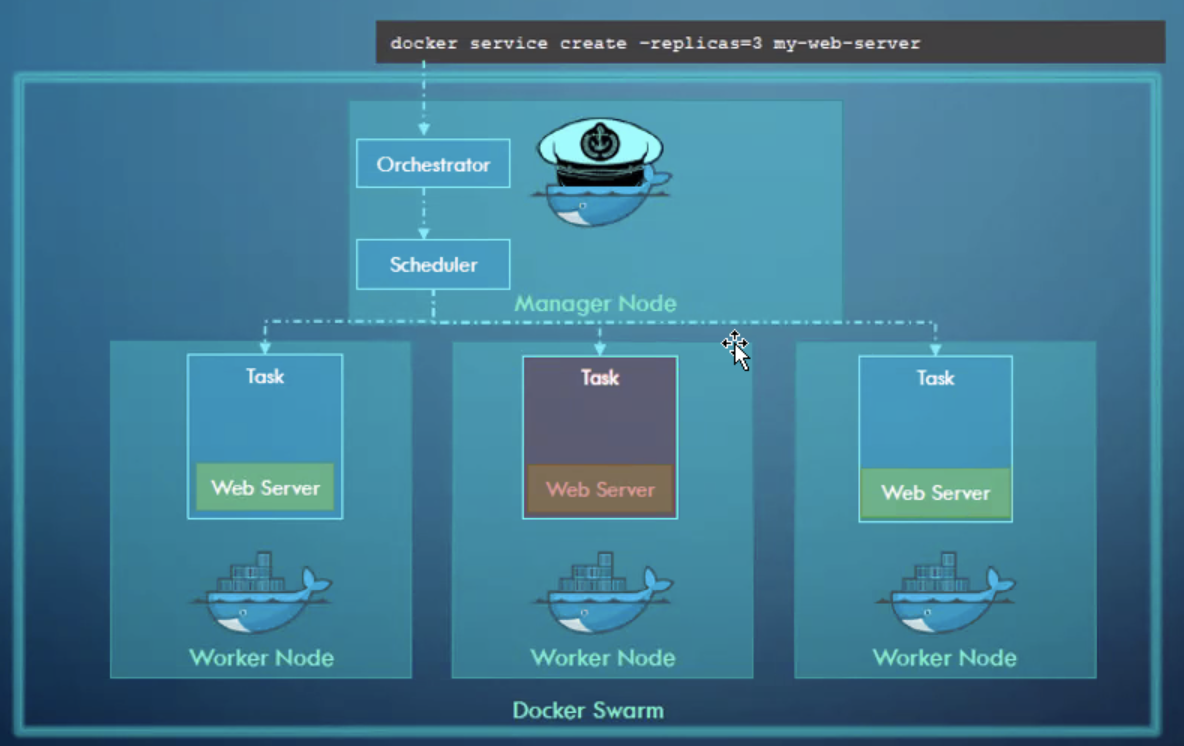 docker service create -replicas=3 my-web-server
Orchestrator
Scheduler
Manager Node
Task
Web Server
Worker Node
Task
Web Server
Worker Node
Task
Web Server
Worker Node
Docker Swarm